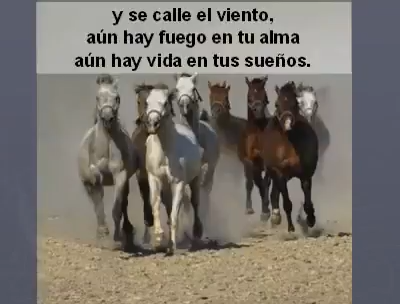 y se calle el viento,
aún hay fuego en tu alma
aún hay vida en tus sueños.